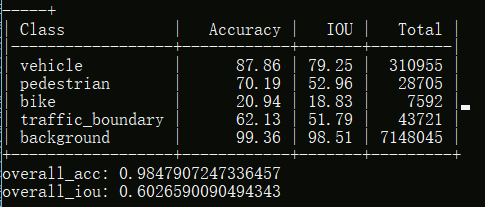 -----+
| Class | Accuracy | IOU | Total |
|------------------+----------+-------+---------|
| vehicle | 87.86 | 79.25 | 310955 |
| pedestrian | 70.19 | 52.96 | 28705 |
| bike | 20.94 | 18.83 | 7592 |
| traffic_boundary | 62.13 | 51.79 | 43721 |
| background | 99.36 | 98.51 | 7148045 |
+------------------+----------+-------+---------+
overall_acc: 0.9847907247336457
overall_iou: 0.6026590090494343